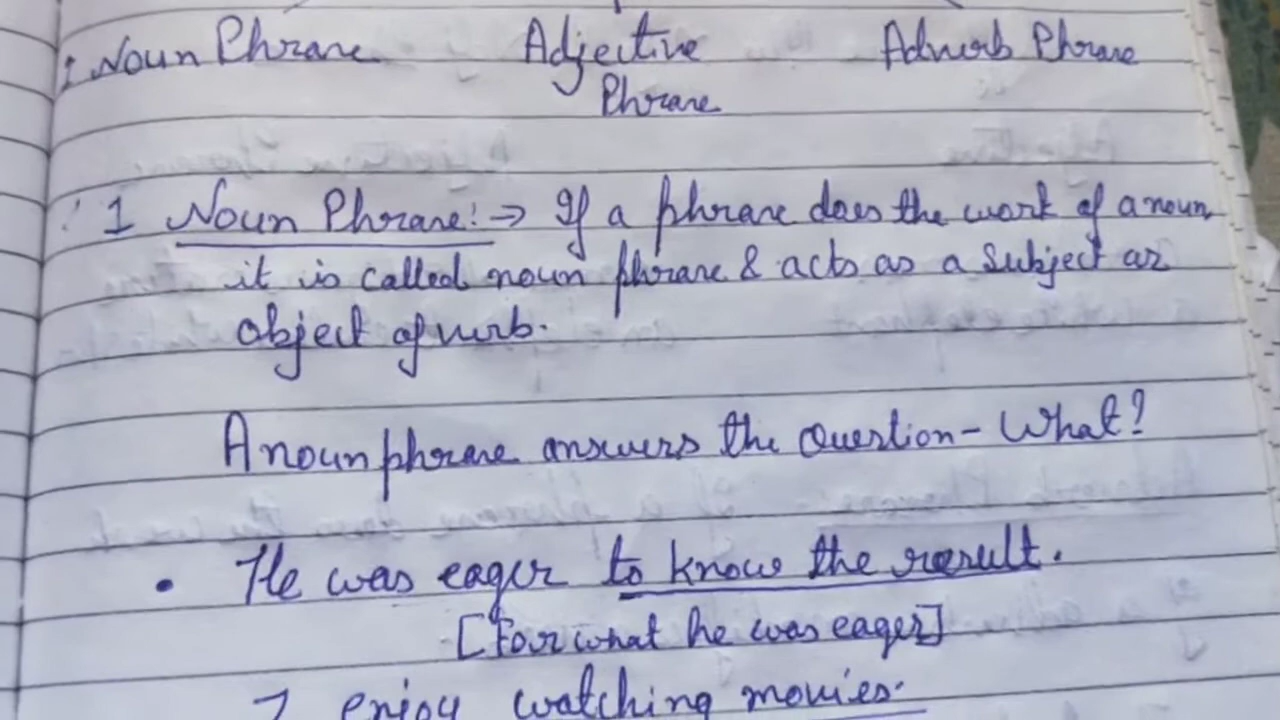 Noun Phrase Adjective Adverb Phrase
Phrase
1 Noun Phrase:→ If a phrase does the work of a noun,
it is called noun phrase & acts as a Subject or
object of verb.
A noun phrase answers the Question- What?
• He was eager to know the result.
[For what he was eager]
I enjoy watching movies.